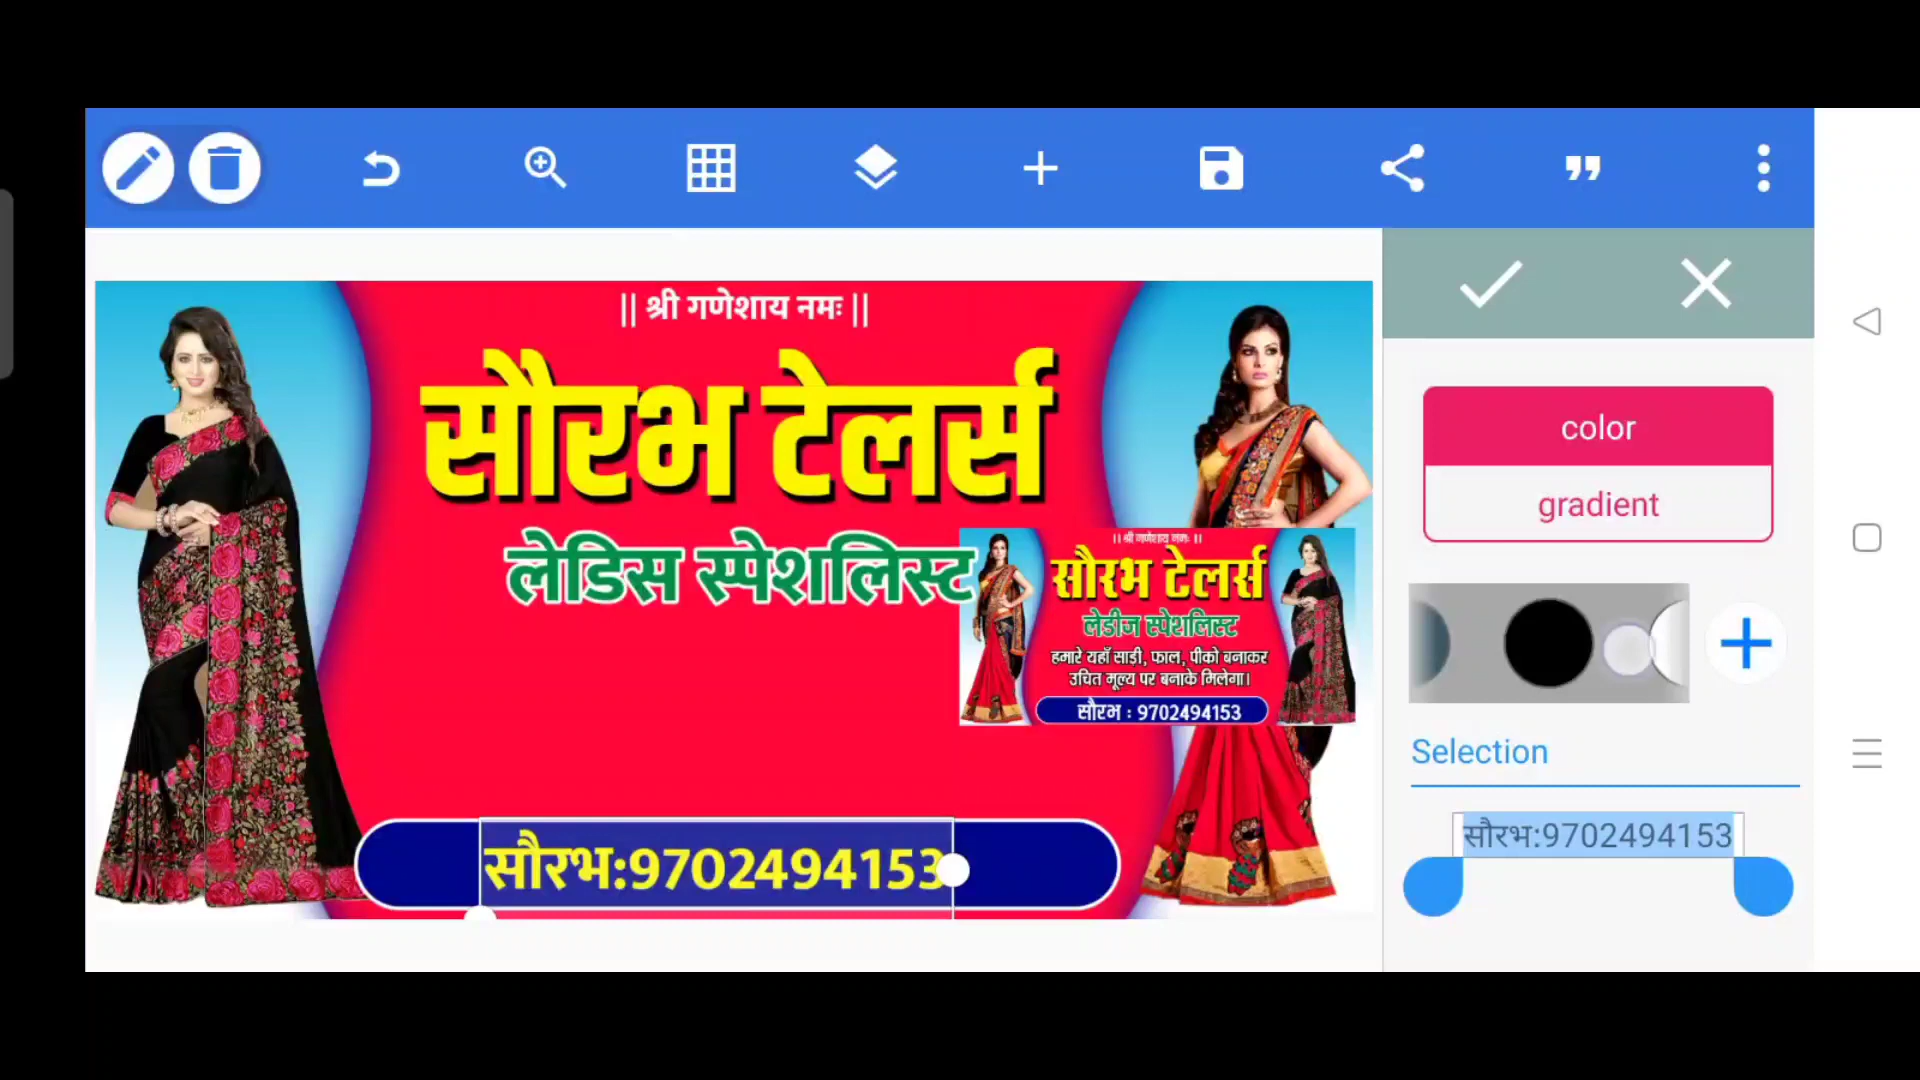 || श्री गणेशाय नमः ||
सौरभ टेलर्स
लेडिस स्पेशलिस्ट
सौरभ:9702494153
|| श्री गणेशाय नमः ||
सौरभ टेलर्स
लेडीज स्पेशलिस्ट
हमारे यहाँ साड़ी, फाल, पीको बनाकर
उचित मूल्य पर बनाके मिलेगा।
सौरभ : 9702494153
color
gradient
Selection
सौरभ:9702494153